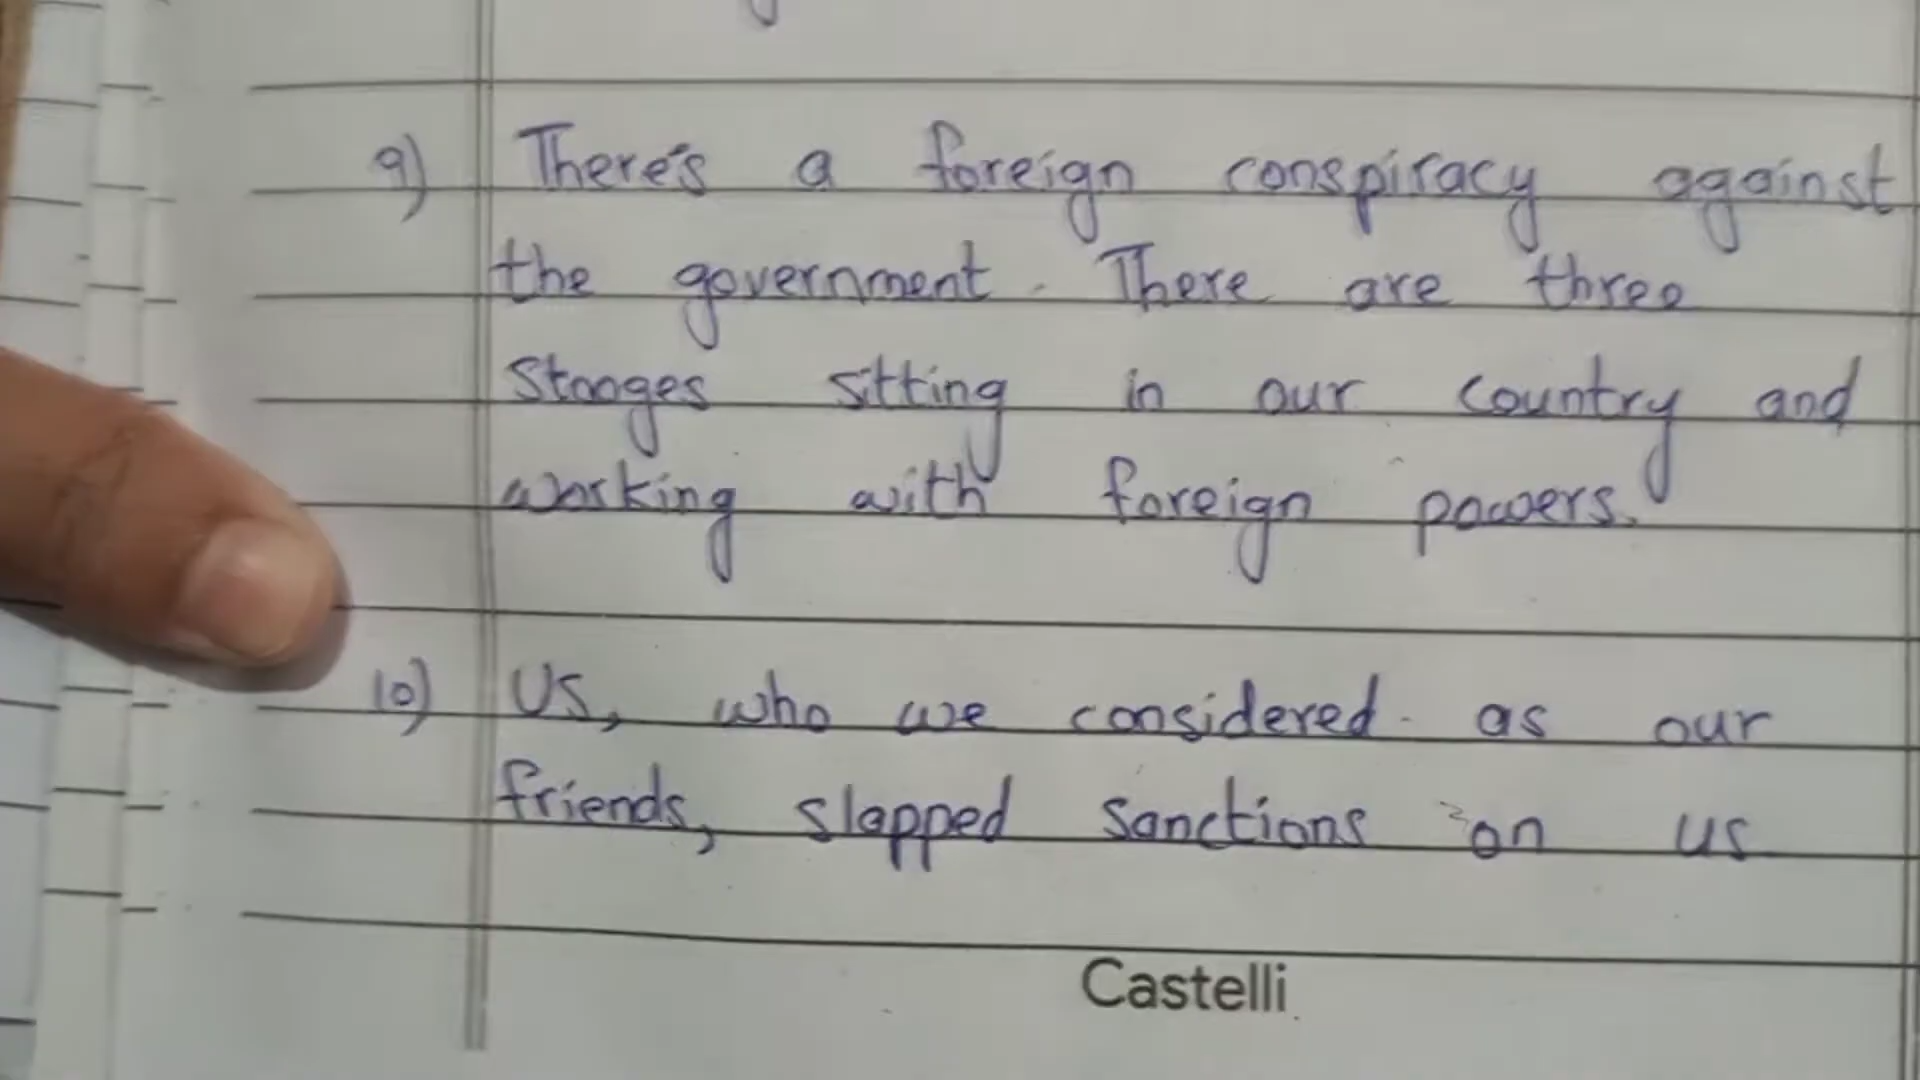 9) There's a foreign conspiracy against
the government. There are three
Stooges sitting in our country and
working with foreign powers.
10) US, who we considered as our
friends, slapped sanctions on us
Castelli